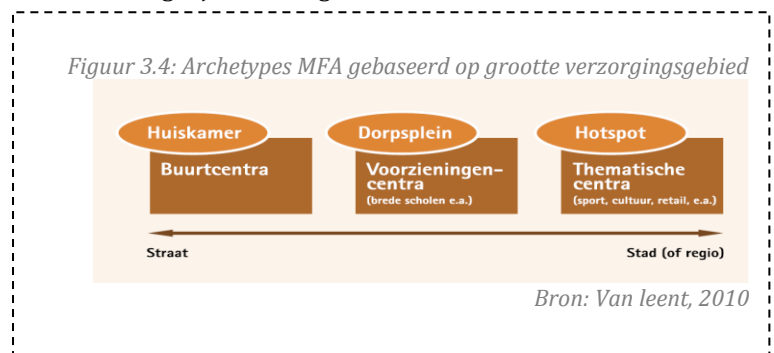 Figuur 3.4: Archetypes MFA gebaseerd op grootte verzorgingsgebied
Huiskamer
Buurtcentra
Dorpsplein
Voorzieningen-
centra
(brede scholen e.a.)
Hotspot
Thematische
centra
(sport, cultuur, retail, e.a.)
Straat
Stad (of regio)
Bron: Van leent, 2010